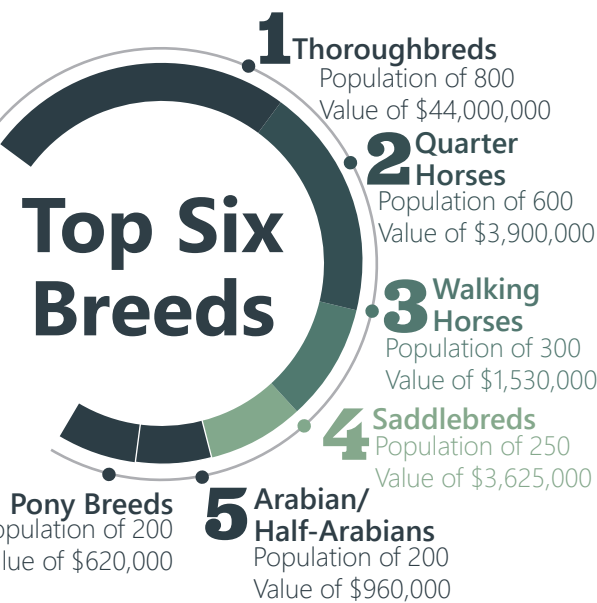 Top Six
Breeds
1 Thoroughbreds
Population of 800
Value of $44,000,000
2 Quarter
Horses
Population of 600
Value of $3,900,000
3 Walking
Horses
Population of 300
Value of $1,530,000
4 Saddlebreds
Population of 250
Value of $3,625,000
5 Arabian/
Half-Arabians
Population of 200
Value of $960,000
Pony Breeds
opulation of 200
lue of $620,000